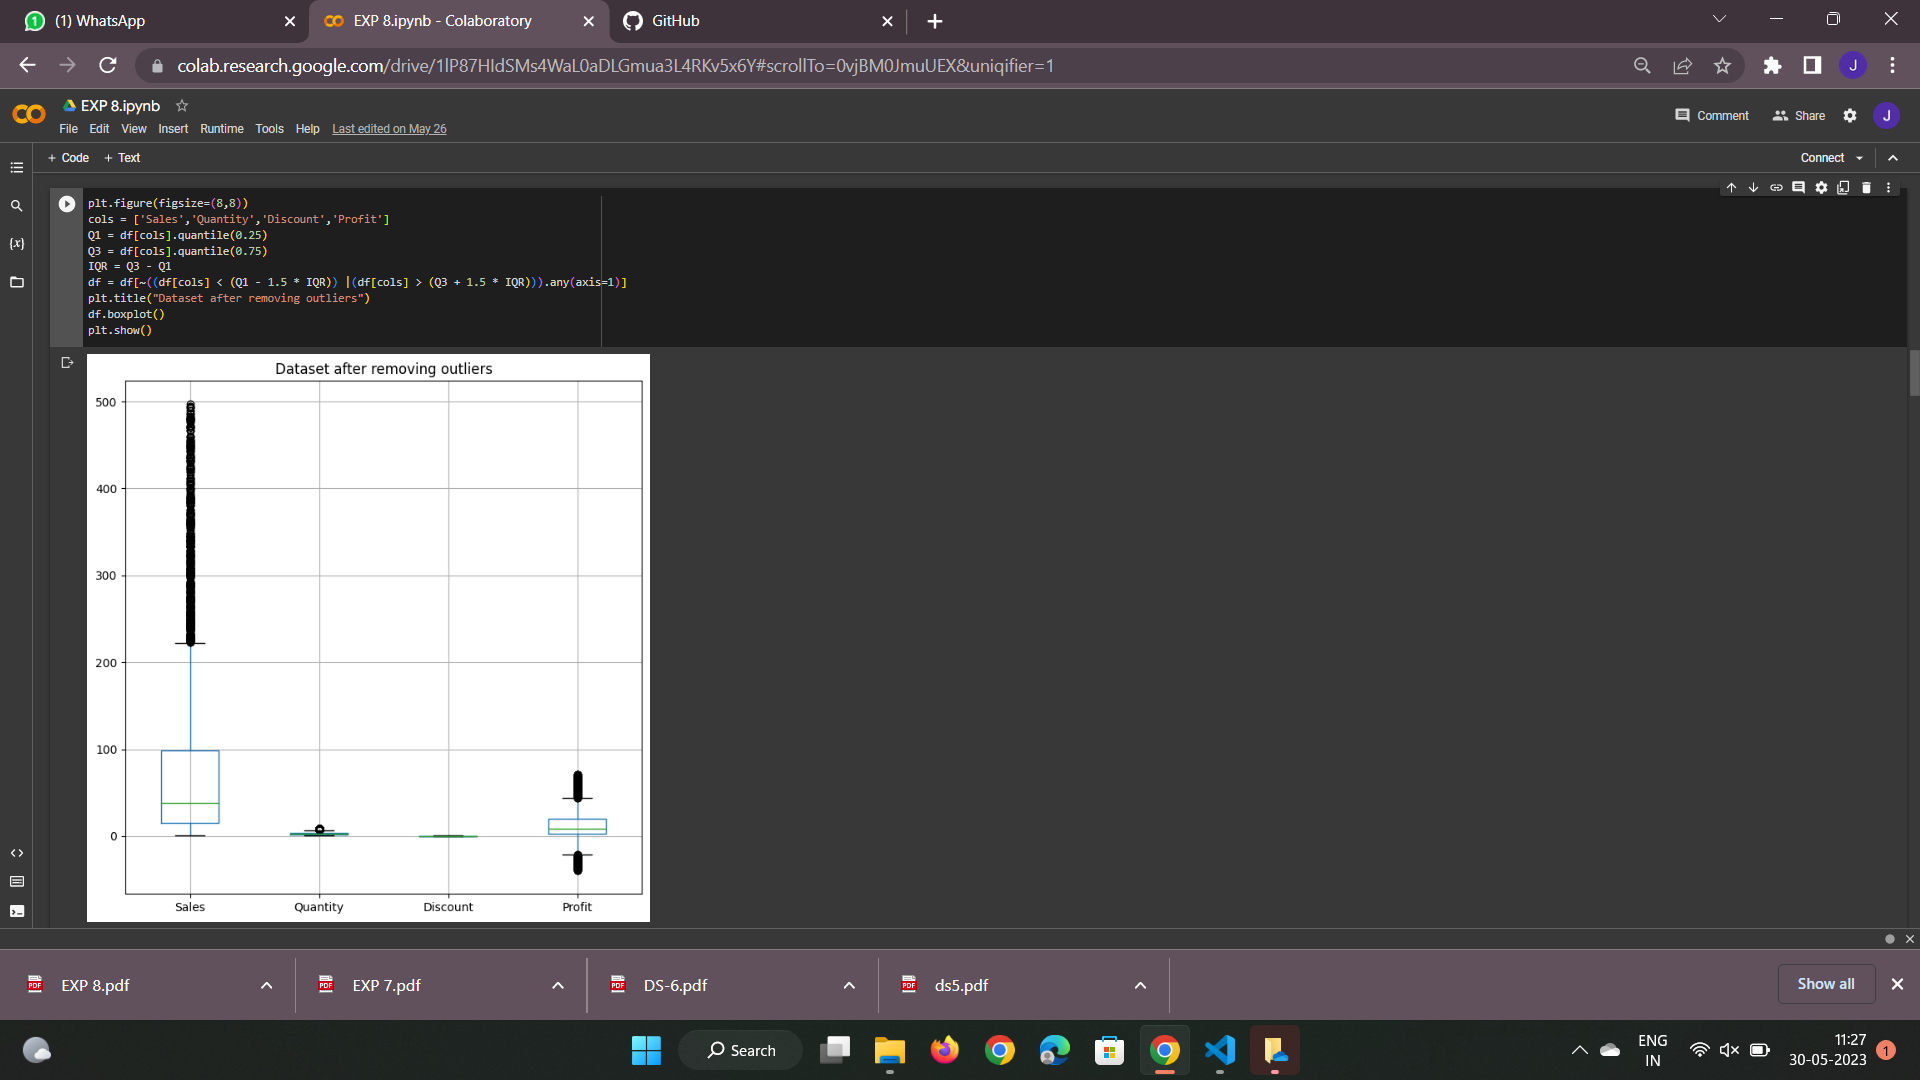 (1) WhatsApp
EXP 8.ipynb - Colaboratory
GitHub
colab.research.google.com/drive/1lP87HIdSMs4WaL0aDLGmua3L4RKv5x6Y#scrollTo=0vjBM0JmuUEX&uniqifier=1
J
EXP 8.ipynb
File Edit View Insert Runtime Tools Help Last edited on May 26
Comment Share J
+ Code + Text
Connect
plt.figure(figsize=(8,8))
cols = ['Sales','Quantity','Discount','Profit']
Q1 = df[cols].quantile(0.25)
Q3 = df[cols].quantile(0.75)
IQR = Q3 - Q1
df = df[~((df[cols] < (Q1 - 1.5 * IQR)) |(df[cols] > (Q3 + 1.5 * IQR))).any(axis=1)]
plt.title("Dataset after removing outliers")
df.boxplot()
plt.show()
{x}
Dataset after removing outliers
500
400
300
200
100
0
Sales Quantity Discount Profit
PDF EXP 8.pdf
PDF EXP 7.pdf
PDF DS-6.pdf
PDF ds5.pdf
Show all
Search
ENG
IN
11:27
30-05-2023
1